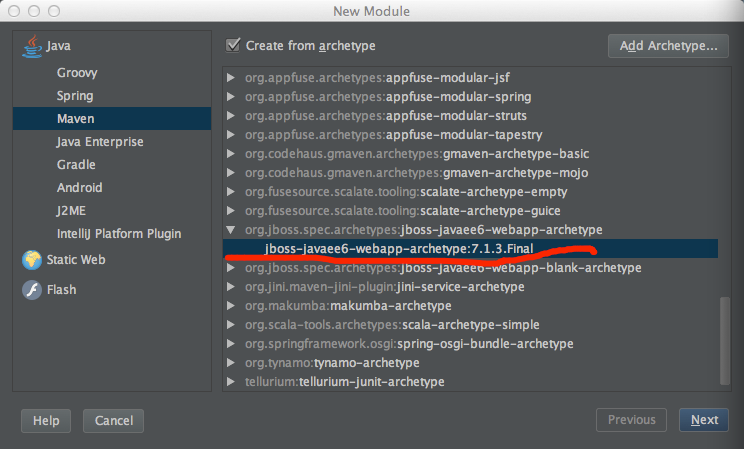 New Module
Java
Groovy
Spring
Maven
Java Enterprise
Gradle
Android
J2ME
IntelliJ Platform Plugin
Static Web
Flash
Create from archetype
Add Archetype...
org.appfuse.archetypes:appfuse-modular-jsf
org.appfuse.archetypes:appfuse-modular-spring
org.appfuse.archetypes:appfuse-modular-struts
org.appfuse.archetypes:appfuse-modular-tapestry
org.codehaus.gmaven.archetypes:gmaven-archetype-basic
org.codehaus.gmaven.archetypes:gmaven-archetype-mojo
org.fusesource.scalate.tooling:scalate-archetype-empty
org.fusesource.scalate.tooling:scalate-archetype-guice
org.jboss.spec.archetypes:jboss-javaee6-webapp-archetype
jboss-javaee6-webapp-archetype:7.1.3.Final
org.jboss.spec.archetypes:jboss-javaee6-webapp-blank-archetype
org.jini.maven-jini-plugin:jini-service-archetype
org.makumba:makumba-archetype
org.scala-tools.archetypes:scala-archetype-simple
org.springframework.osgi:spring-osgi-bundle-archetype
org.tynamo:tynamo-archetype
tellurium:tellurium-junit-archetype
Help
Cancel
Previous
Next